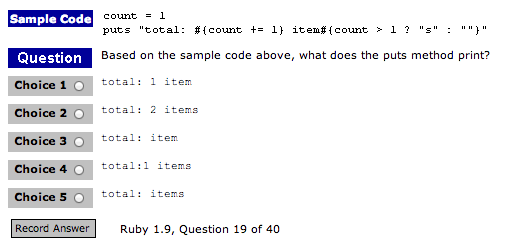 Sample Code count = 1
puts "total: #{count += 1} item#{count > 1 ? "s" : ""}"
Question Based on the sample code above, what does the puts method print?
Choice 1 total: 1 item
Choice 2 total: 2 items
Choice 3 total: item
Choice 4 total:1 items
Choice 5 total: items
Record Answer Ruby 1.9, Question 19 of 40